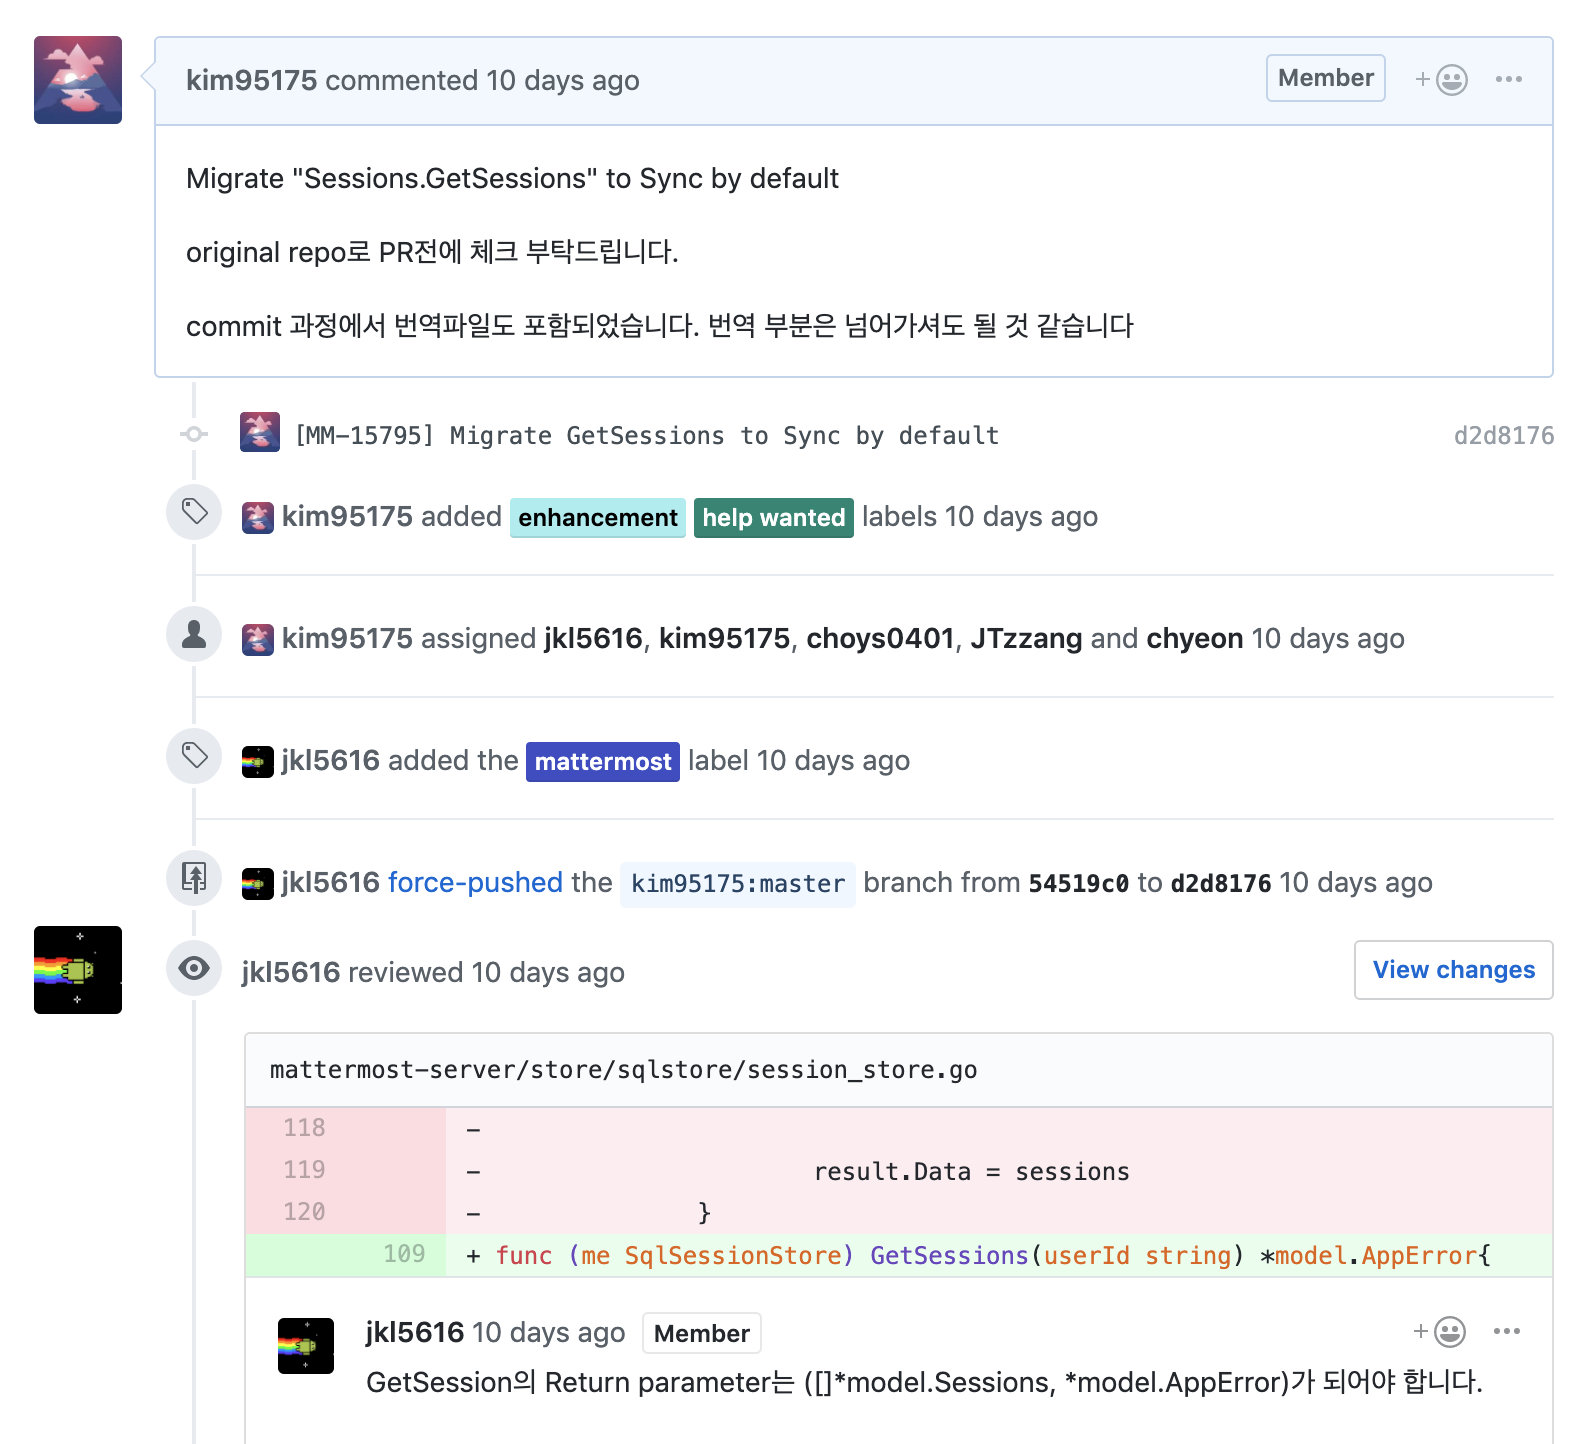 kim95175 commented 10 days ago Member
Migrate "Sessions.GetSessions" to Sync by default
original repo로 PR전에 체크 부탁드립니다.
commit 과정에서 번역파일도 포함되었습니다. 번역 부분은 넘어가셔도 될 것 같습니다
[MM-15795] Migrate GetSessions to Sync by default d2d8176
kim95175 added enhancement help wanted labels 10 days ago
kim95175 assigned jkl5616, kim95175, choys0401, JTzzang and chyeon 10 days ago
jkl5616 added the mattermost label 10 days ago
jkl5616 force-pushed the kim95175:master branch from 54519c0 to d2d8176 10 days ago
jkl5616 reviewed 10 days ago View changes
mattermost-server/store/sqlstore/session_store.go
118 -
119 - result.Data = sessions
120 - }
109 + func (me SqlSessionStore) GetSessions(userId string) *model.AppError{
jkl5616 10 days ago Member
GetSession의 Return parameter는 ([]*model.Sessions, *model.AppError)가 되어야 합니다.